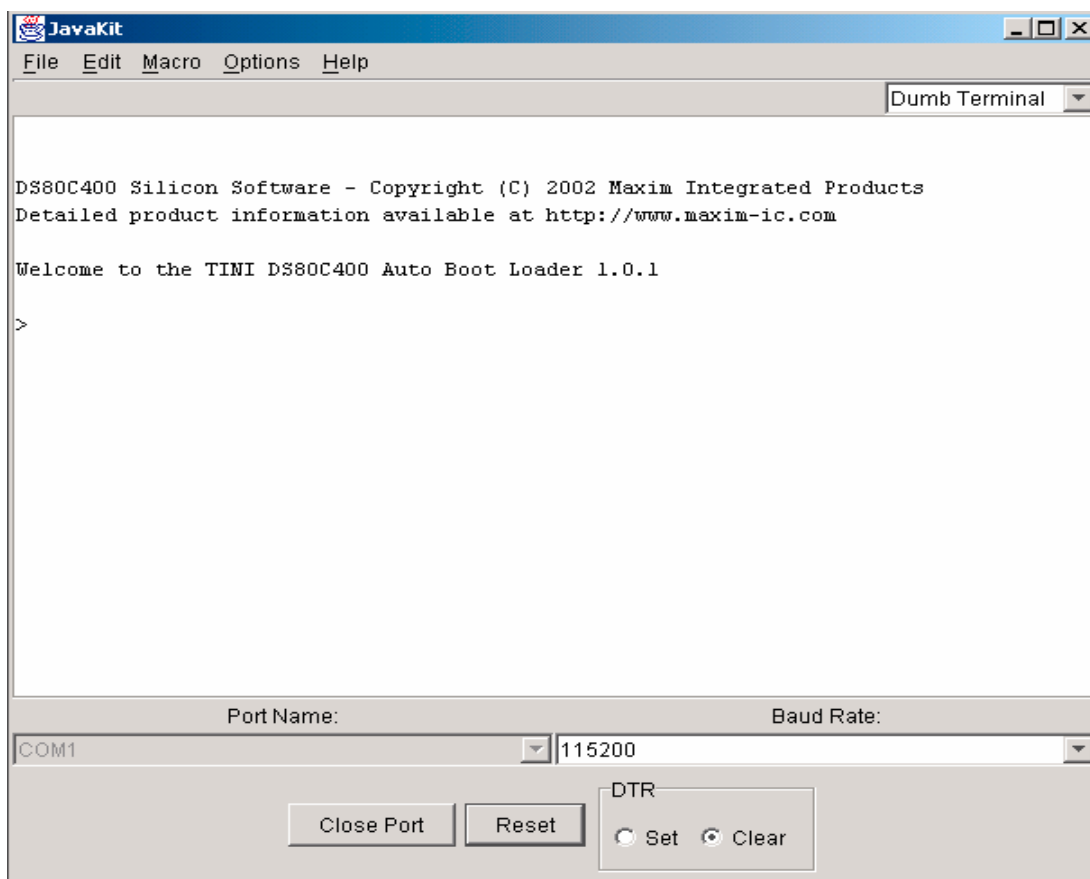 JavaKit
File Edit Macro Options Help
Dumb Terminal
DS80C400 Silicon Software - Copyright (C) 2002 Maxim Integrated Products
Detailed product information available at http://www.maxim-ic.com
Welcome to the TINI DS80C400 Auto Boot Loader 1.0.1
>
Port Name: Baud Rate:
COM1 115200
DTR
Close Port Reset Set Clear